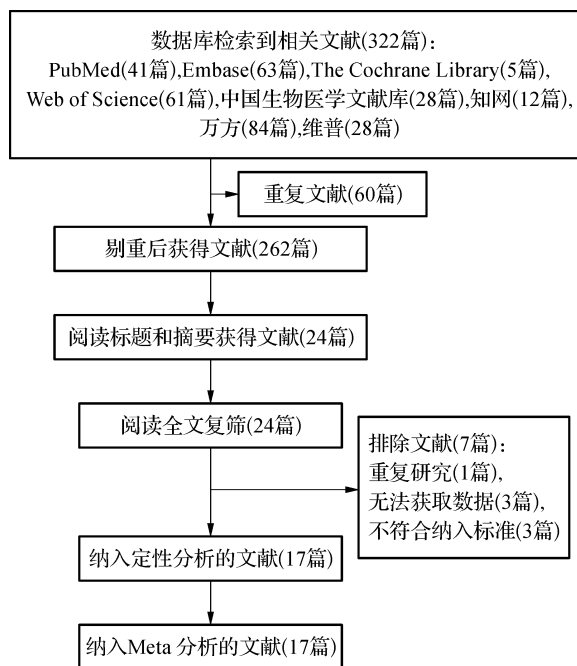 数据库检索到相关文献(322篇):
PubMed(41篇),Embase(63篇),The Cochrane Library(5篇),
Web of Science(61篇),中国生物医学文献库(28篇),知网(12篇),
万方(84篇),维普(28篇)
重复文献(60篇)
剔重后获得文献(262篇)
阅读标题和摘要获得文献(24篇)
阅读全文复筛(24篇)
排除文献(7篇):
重复研究(1篇),
无法获取数据(3篇),
不符合纳入标准(3篇)
纳入定性分析的文献(17篇)
纳入Meta 分析的文献(17篇)